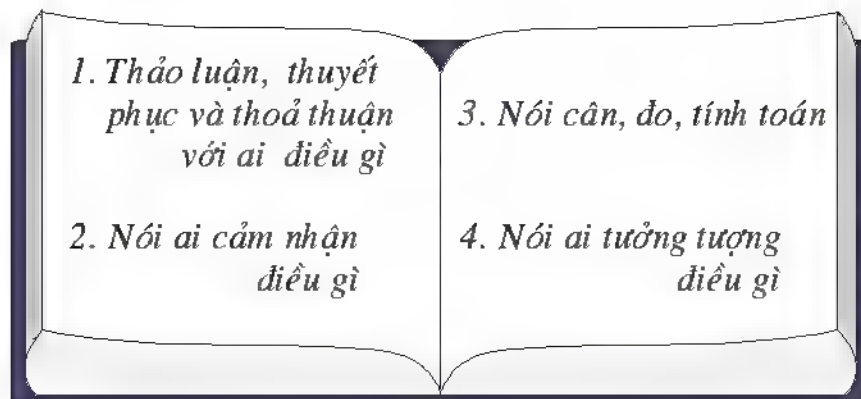 1. Thảo luận, thuyết
phục và thoả thuận
với ai điều gì
2. Nói ai cảm nhận
điều gì
3. Nói cân, đo, tính toán
4. Nói ai tưởng tượng
điều gì